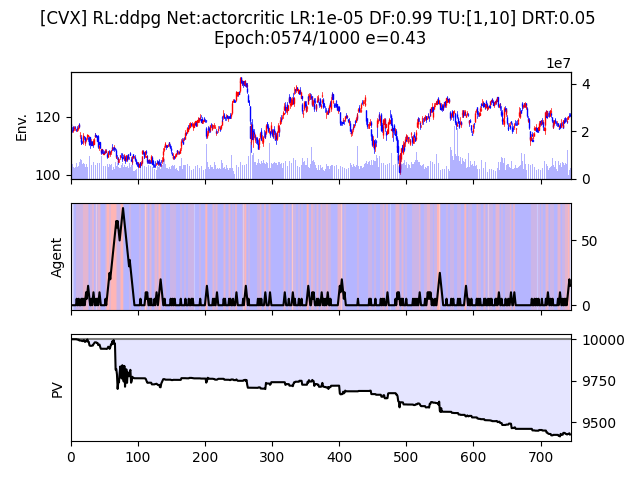 [CVX] RL:ddpg Net:actorcritic LR:1e-05 DF:0.99 TU:[1,10] DRT:0.05
Epoch:0574/1000 e=0.43
1e7
Env.
120
100
4
2
0
Agent
50
0
PV
10000
9750
9500
0 100 200 300 400 500 600 700